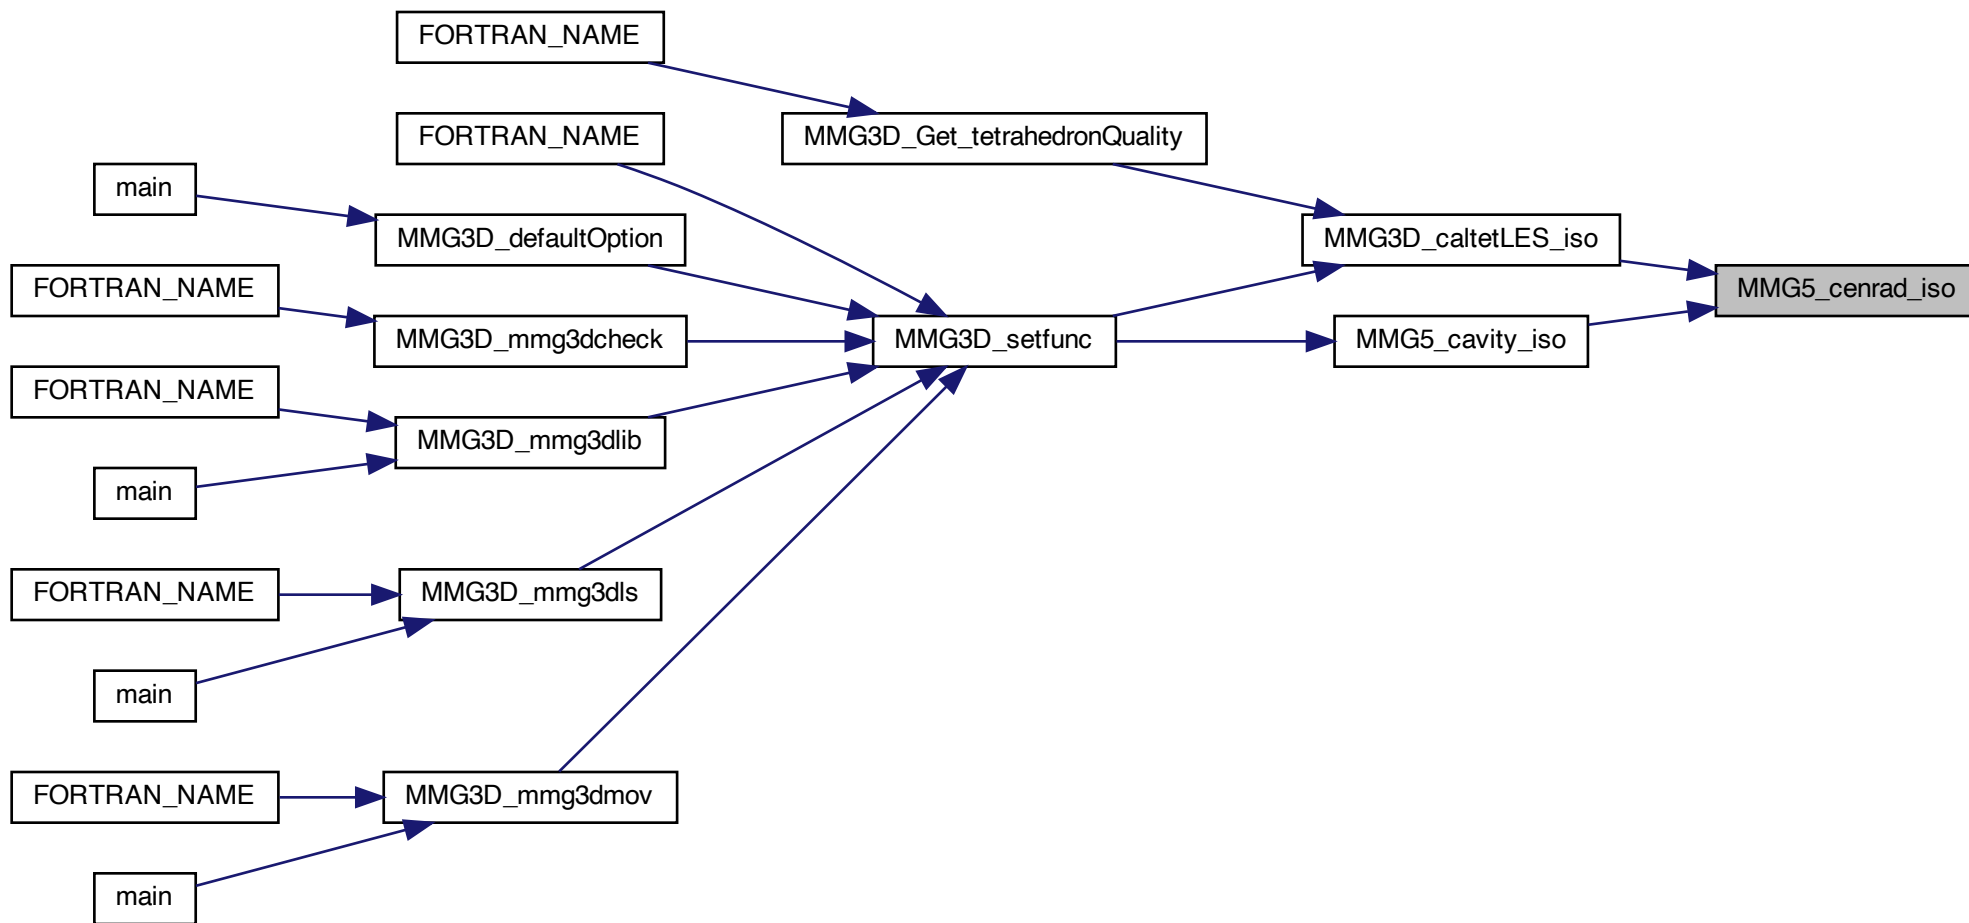 FORTRAN_NAME
FORTRAN_NAME
MMG3D_Get_tetrahedronQuality
main
MMG3D_defaultOption
MMG3D_caltetLES_iso
FORTRAN_NAME
MMG5_cenrad_iso
MMG3D_mmg3dcheck
MMG3D_setfunc
MMG5_cavity_iso
FORTRAN_NAME
MMG3D_mmg3dlib
main
FORTRAN_NAME
MMG3D_mmg3dls
main
FORTRAN_NAME
MMG3D_mmg3dmov
main